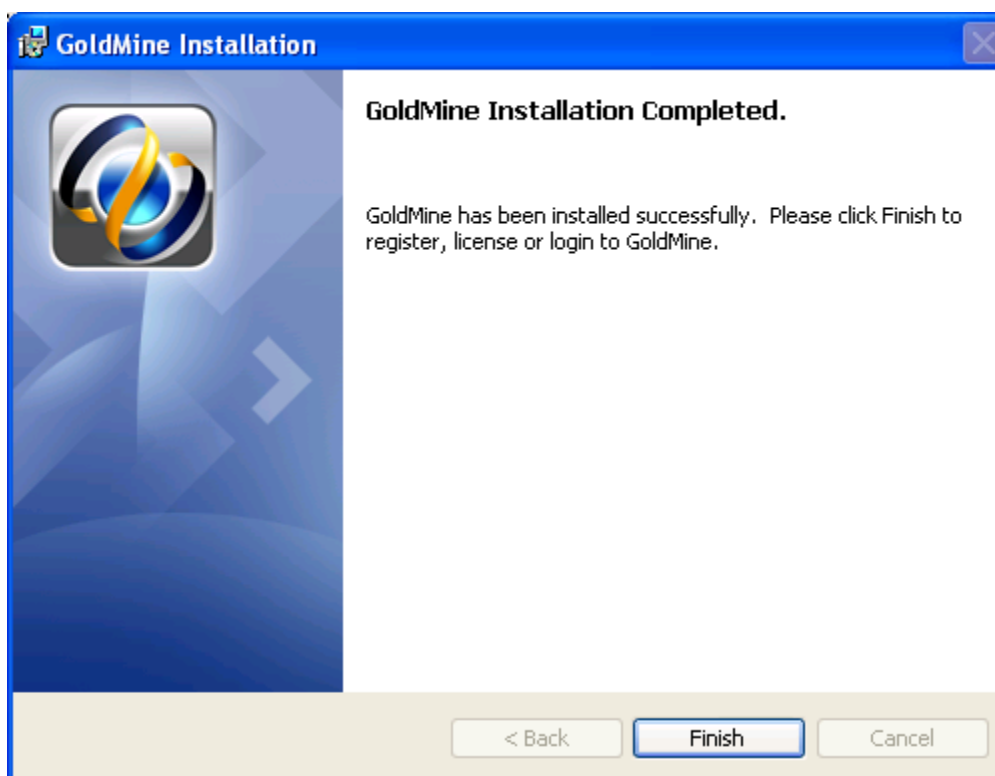 GoldMine Installation
GoldMine Installation Completed.
GoldMine has been installed successfully. Please click Finish to
register, license or login to GoldMine.
< Back
Finish
Cancel